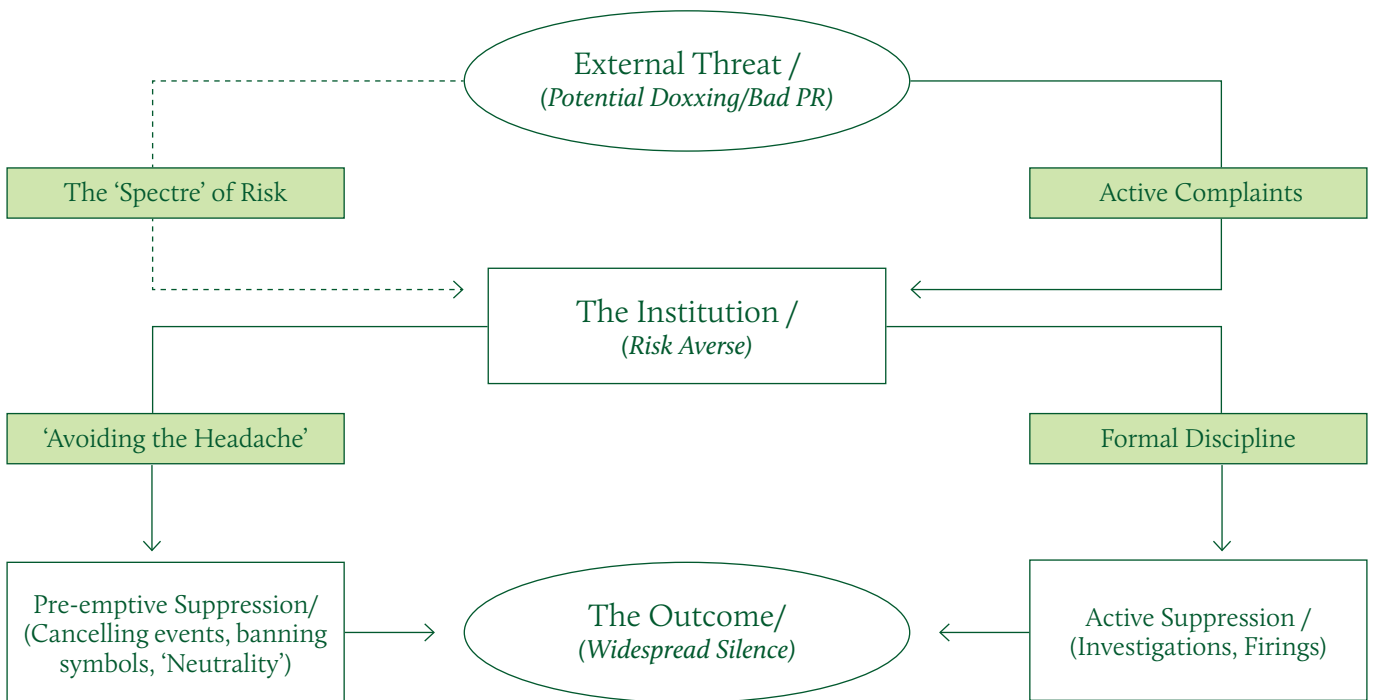 External Threat /
(Potential Doxxing/Bad PR)
The ‘Spectre’ of Risk
Active Complaints
The Institution /
(Risk Averse)
‘Avoiding the Headache’
Formal Discipline
Pre-emptive Suppression/
(Cancelling events, banning
symbols, ‘Neutrality’)
The Outcome/
(Widespread Silence)
Active Suppression /
(Investigations, Firings)